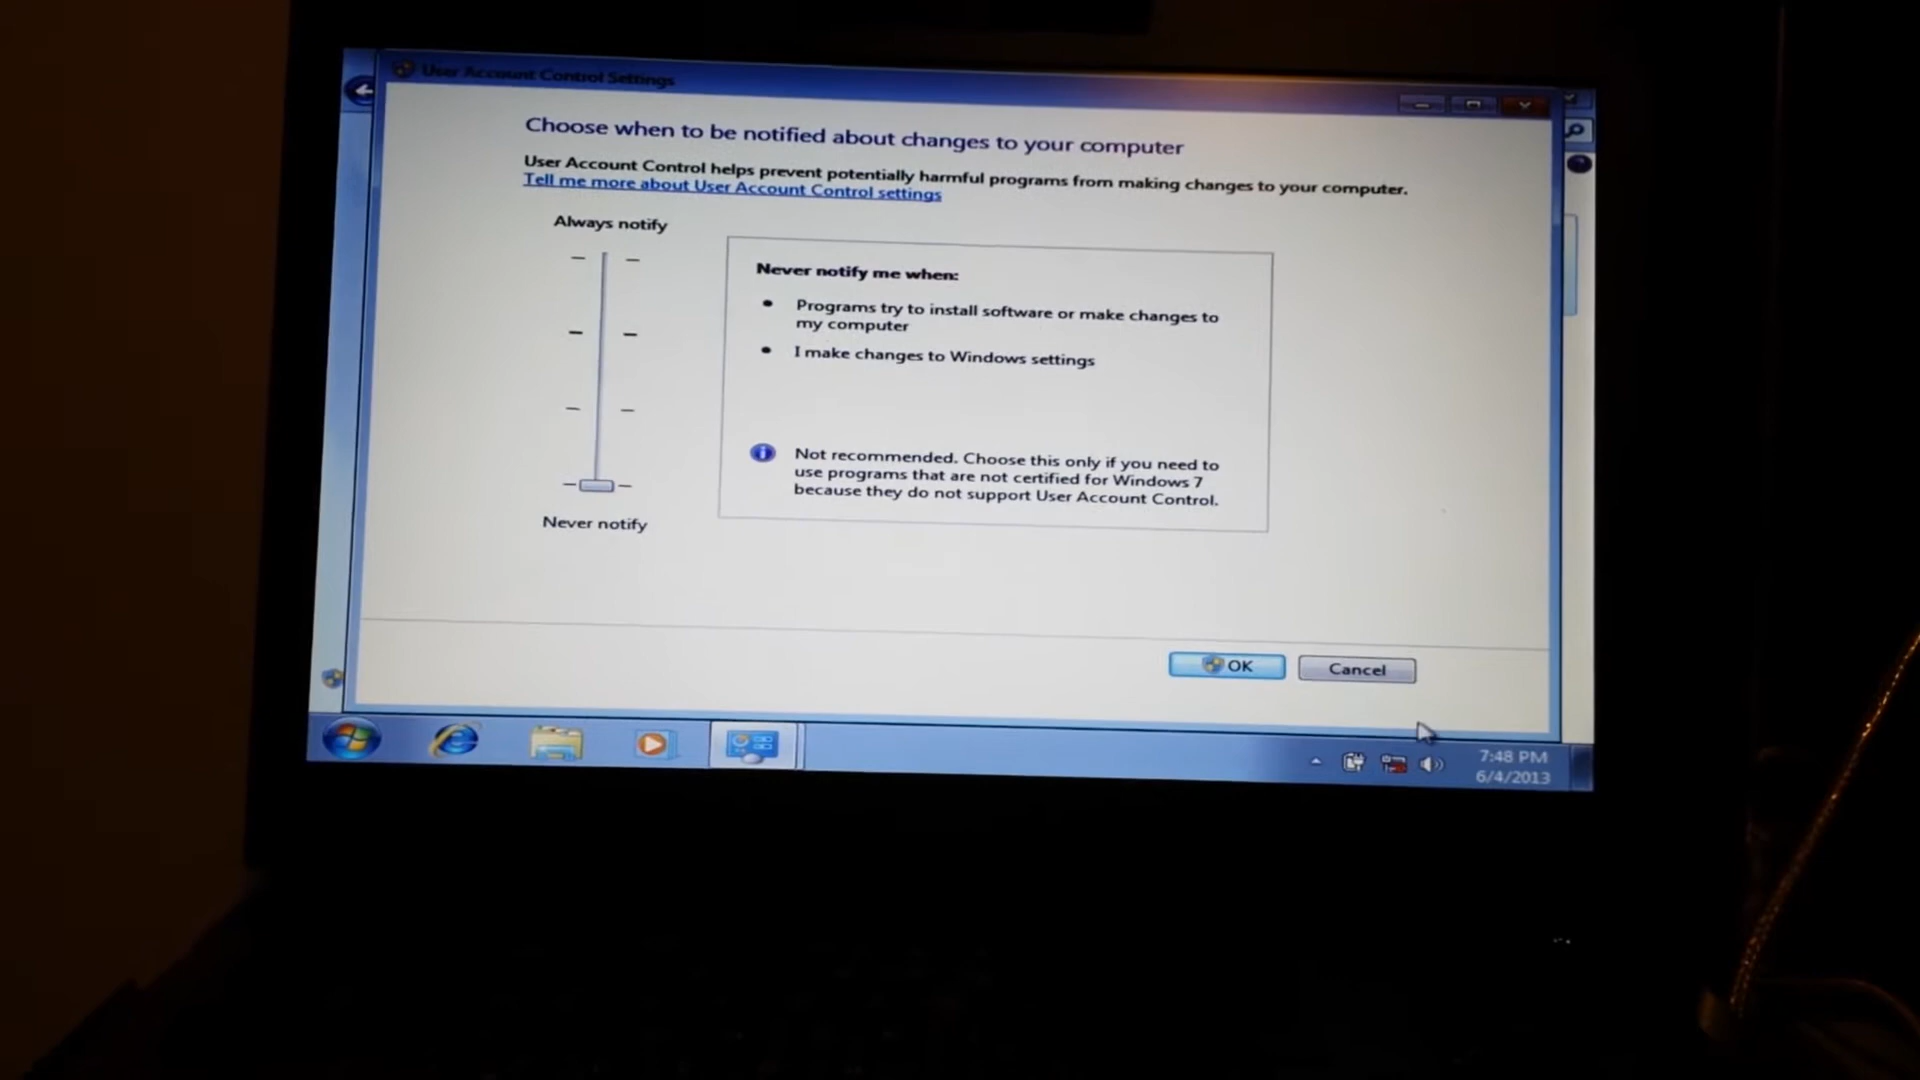 User Account Control Settings
Choose when to be notified about changes to your computer
User Account Control helps prevent potentially harmful programs from making changes to your computer.
Tell me more about User Account Control settings
Always notify
Never notify me when:
Programs try to install software or make changes to
my computer
I make changes to Windows settings
Not recommended. Choose this only if you need to
use programs that are not certified for Windows 7
because they do not support User Account Control.
Never notify
OK
Cancel
7:48 PM
6/4/2013